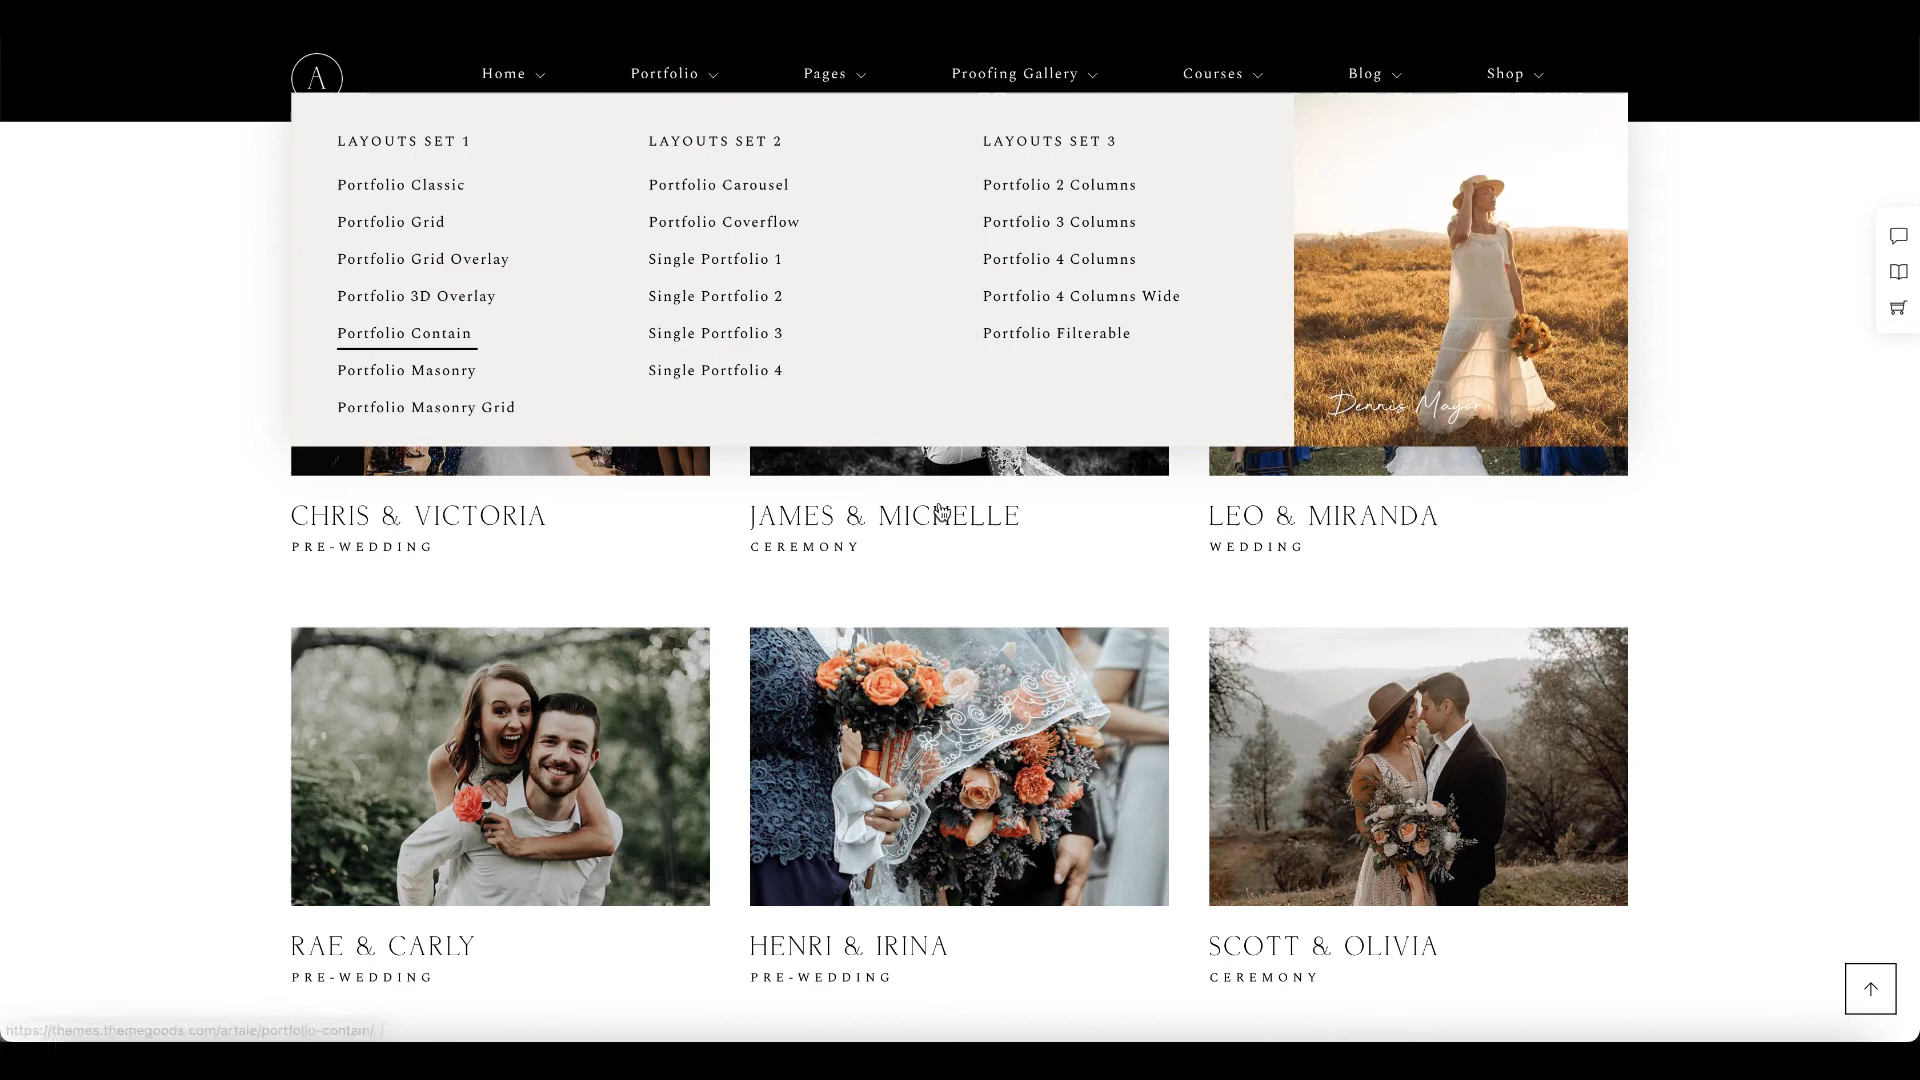 A
Home
Portfolio
Pages
Proofing Gallery
Courses
Blog
Shop
LAYOUTS SET 1
Portfolio Classic
Portfolio Grid
Portfolio Grid Overlay
Portfolio 3D Overlay
Portfolio Contain
Portfolio Masonry
Portfolio Masonry Grid
LAYOUTS SET 2
Portfolio Carousel
Portfolio Coverflow
Single Portfolio 1
Single Portfolio 2
Single Portfolio 3
Single Portfolio 4
LAYOUTS SET 3
Portfolio 2 Columns
Portfolio 3 Columns
Portfolio 4 Columns
Portfolio 4 Columns Wide
Portfolio Filterable
Dennis Mayor
CHRIS & VICTORIA
PRE-WEDDING
JAMES & MICHELLE
CEREMONY
LEO & MIRANDA
WEDDING
RAE & CARLY
PRE-WEDDING
HENRI & IRINA
PRE-WEDDING
SCOTT & OLIVIA
CEREMONY
https://themes.themegoods.com/artale/portfolio-contain/